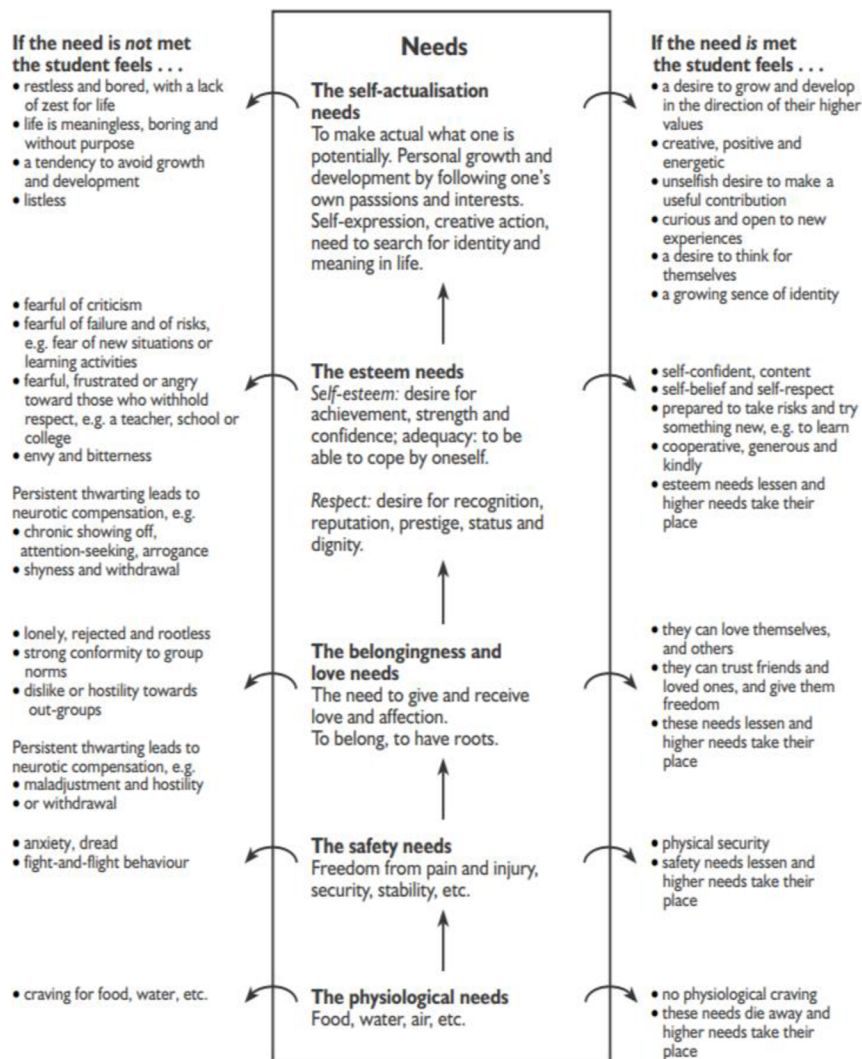 If the need is not met
the student feels . . .
• restless and bored, with a lack
of zest for life
• life is meaningless, boring and
without purpose
• a tendency to avoid growth
and development
• listless
• fearful of criticism
• fearful of failure and of risks,
e.g. fear of new situations or
learning activities
• fearful, frustrated or angry
toward those who withhold
respect, e.g. a teacher, school or
college
• envy and bitterness
Persistent thwarting leads to
neurotic compensation, e.g.
• chronic showing off,
attention-seeking, arrogance
• shyness and withdrawal
• lonely, rejected and rootless
• strong conformity to group
norms
• dislike or hostility towards
out-groups
Persistent thwarting leads to
neurotic compensation, e.g.
• maladjustment and hostility
• or withdrawal
• anxiety, dread
• fight-and-flight behaviour
• craving for food, water, etc.
Needs
The self-actualisation
needs
To make actual what one is
potentially. Personal growth and
development by following one's
own passsions and interests.
Self-expression, creative action,
need to search for identity and
meaning in life.
The esteem needs
Self-esteem: desire for
achievement, strength and
confidence; adequacy: to be
able to cope by oneself.
Respect: desire for recognition,
reputation, prestige, status and
dignity.
The belongingness and
love needs
The need to give and receive
love and affection.
To belong, to have roots.
The safety needs
Freedom from pain and injury,
security, stability, etc.
The physiological needs
Food, water, air, etc.
If the need is met
the student feels . . .
• a desire to grow and develop
in the direction of their higher
values
• creative, positive and
energetic
• unselfish desire to make a
useful contribution
• curious and open to new
experiences
• a desire to think for
themselves
• a growing sence of identity
• self-confident, content
• self-belief and self-respect
• prepared to take risks and try
something new, e.g. to learn
• cooperative, generous and
kindly
• esteem needs lessen and
higher needs take their
place
• they can love themselves,
and others
• they can trust friends and
loved ones, and give them
freedom
• these needs lessen and
higher needs take their
place
• physical security
• safety needs lessen and
higher needs take their
place
• no physiological craving
• these needs die away and
higher needs take their
place